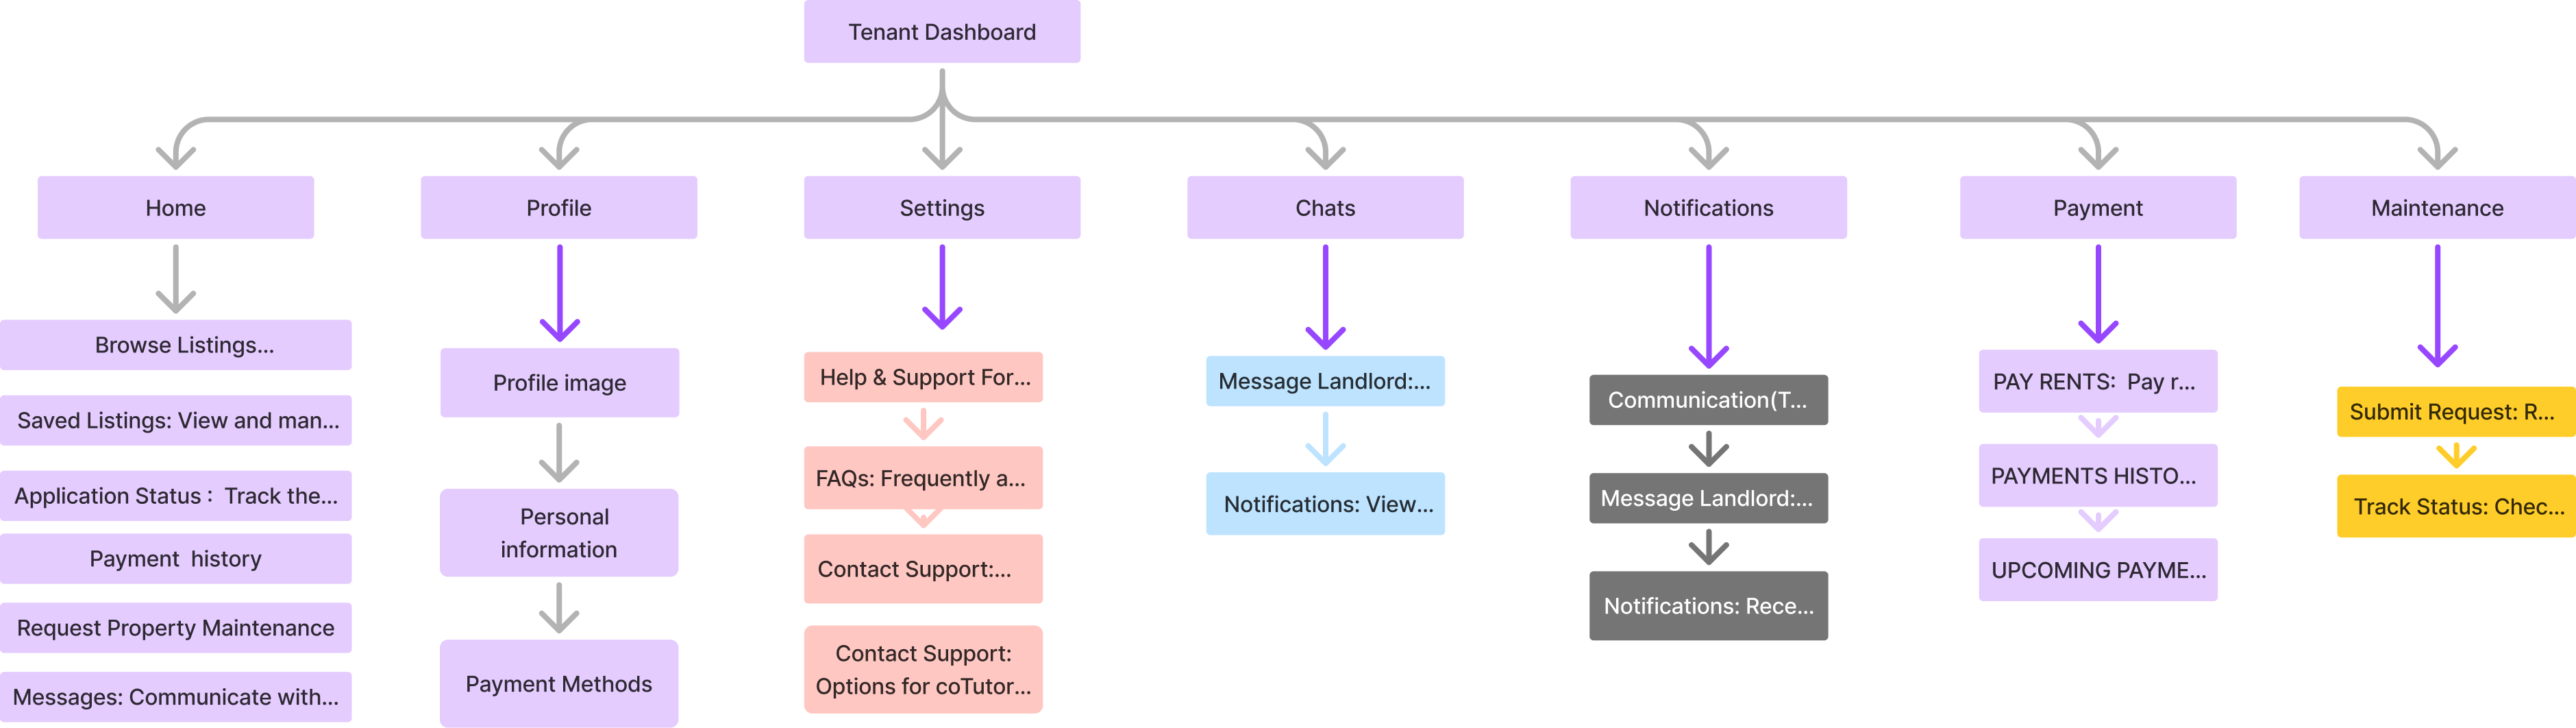 Tenant Dashboard
Home
Profile
Settings
Chats
Notifications
Payment
Maintenance
Browse Listings...
Saved Listings: View and man...
Application Status :  Track the...
Payment  history
Request Property Maintenance
Messages: Communicate with...
Profile image
Personal
information
Payment Methods
Help & Support For...
FAQs: Frequently a...
Contact Support:...
Contact Support:
Options for coTutor...
Message Landlord:...
Notifications: View...
Communication(T...
Message Landlord:...
Notifications: Rece...
PAY RENTS:  Pay r...
PAYMENTS HISTO...
UPCOMING PAYME...
Submit Request: R...
Track Status: Chec...